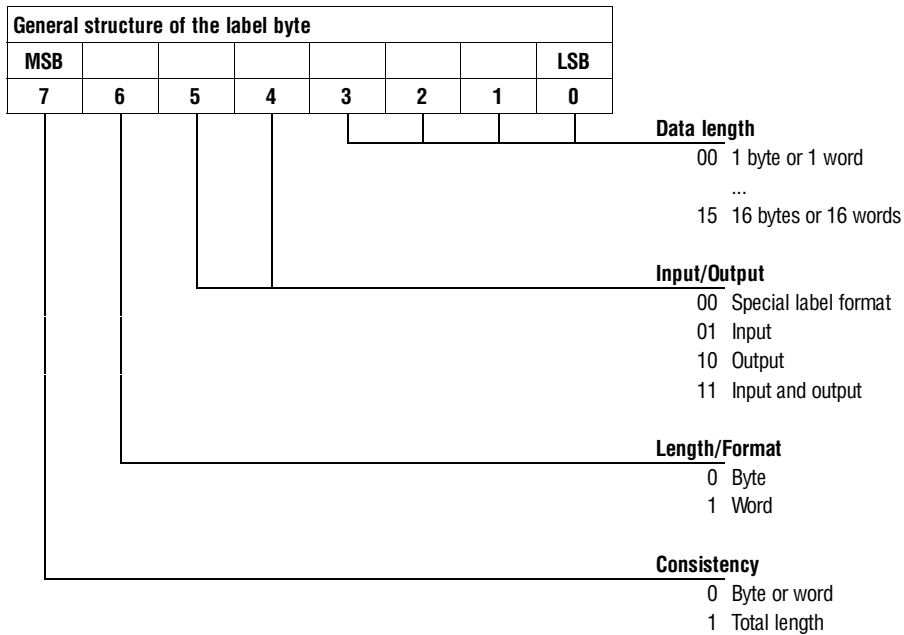 General structure of the label byte
MSB LSB
7 6 5 4 3 2 1 0
Data length
00 1 byte or 1 word
...
15 16 bytes or 16 words
Input/Output
00 Special label format
01 Input
10 Output
11 Input and output
Length/Format
0 Byte
1 Word
Consistency
0 Byte or word
1 Total length